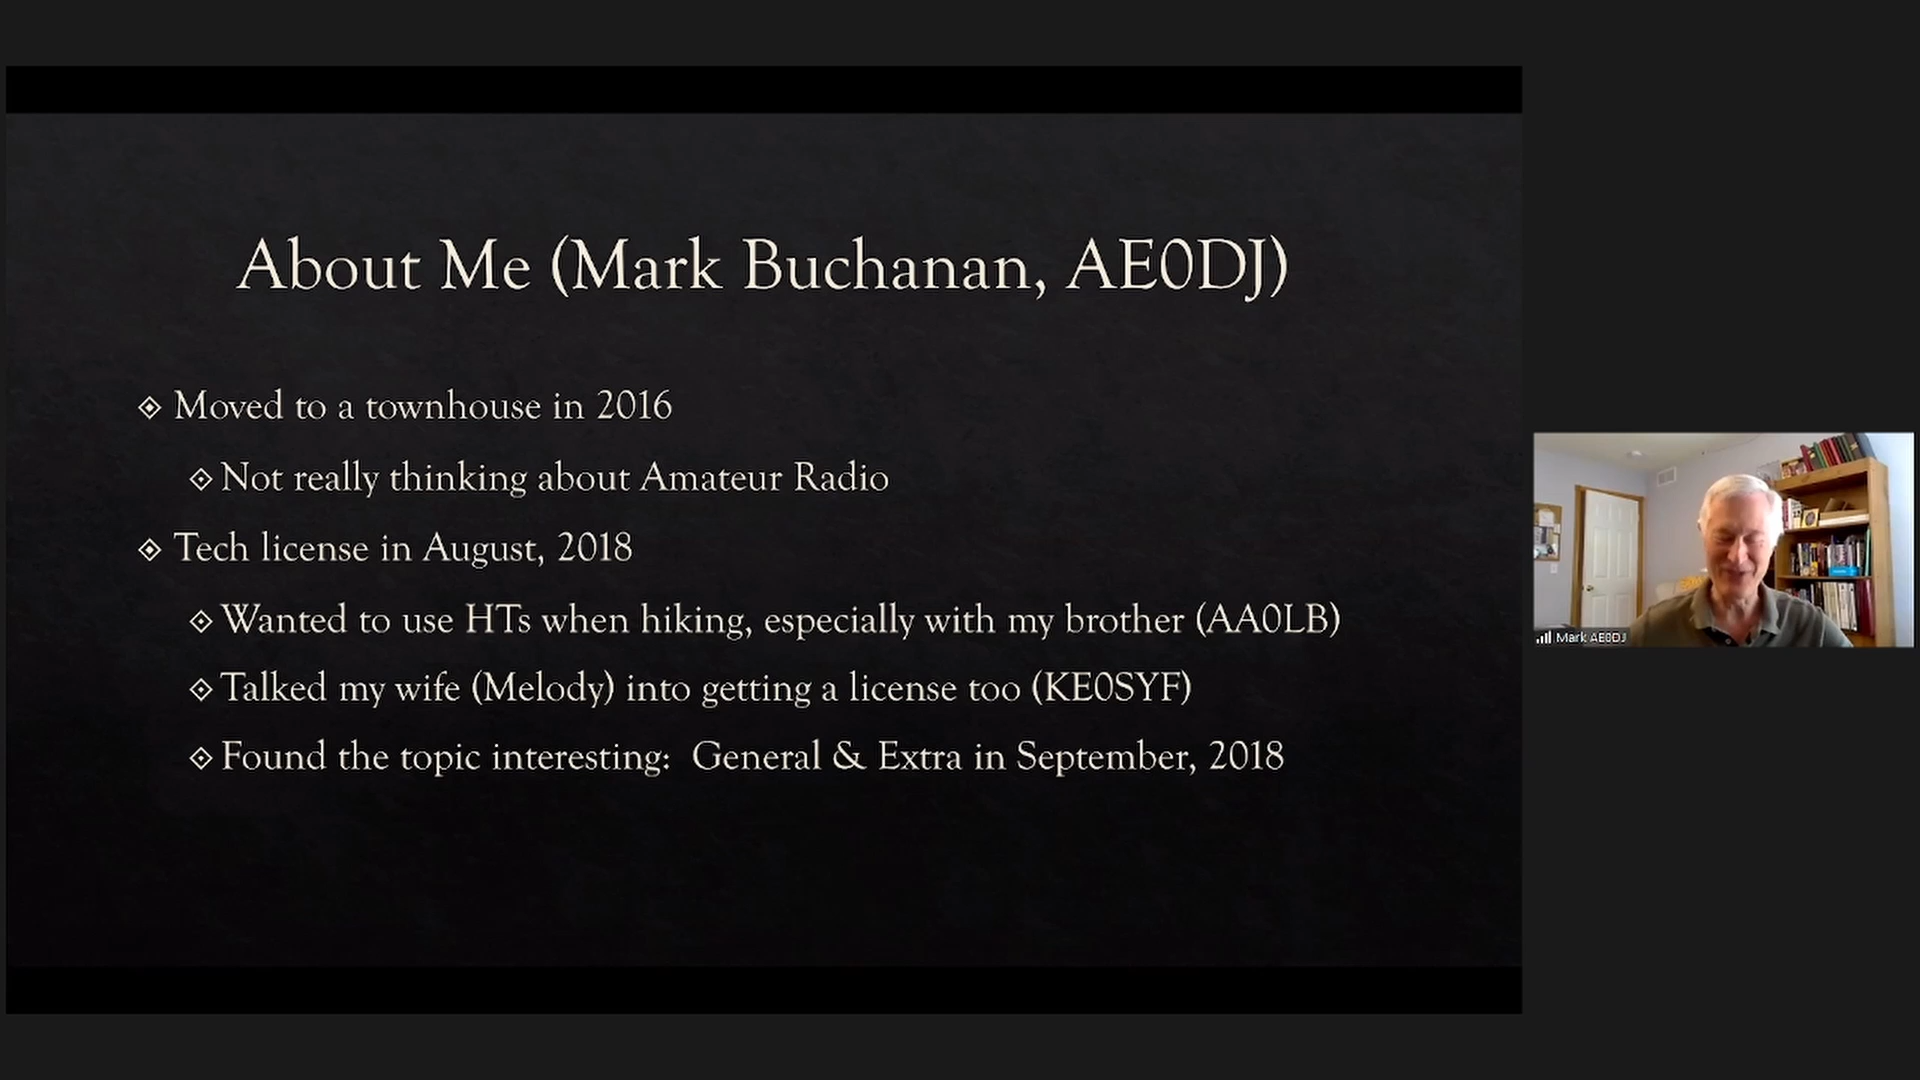 About Me (Mark Buchanan, AE0DJ)
Moved to a townhouse in 2016
Not really thinking about Amateur Radio
Tech license in August, 2018
Wanted to use HTs when hiking, especially with my brother (AA0LB)
Talked my wife (Melody) into getting a license too (KE0SYF)
Found the topic interesting:  General & Extra in September, 2018
Mark AE0DJ